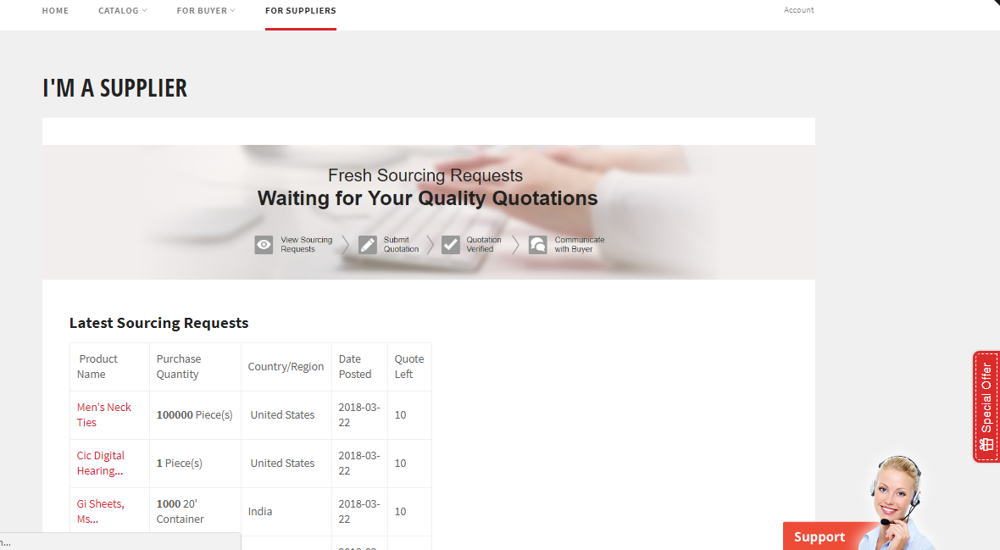 HOME CATALOG FOR BUYER FOR SUPPLIERS Account
I'M A SUPPLIER
Fresh Sourcing Requests
Waiting for Your Quality Quotations
View Sourcing Requests
Submit Quotation
Quotation Verified
Communicate with Buyer
Latest Sourcing Requests
Product Name Purchase Quantity Country/Region Date Posted Quote Left
Men's Neck Ties 100000 Piece(s) United States 2018-03-22 10
Cic Digital Hearing... 1 Piece(s) United States 2018-03-22 10
Gi Sheets, Ms... 1000 20' Container India 2018-03-22 10
Special Offer
Support